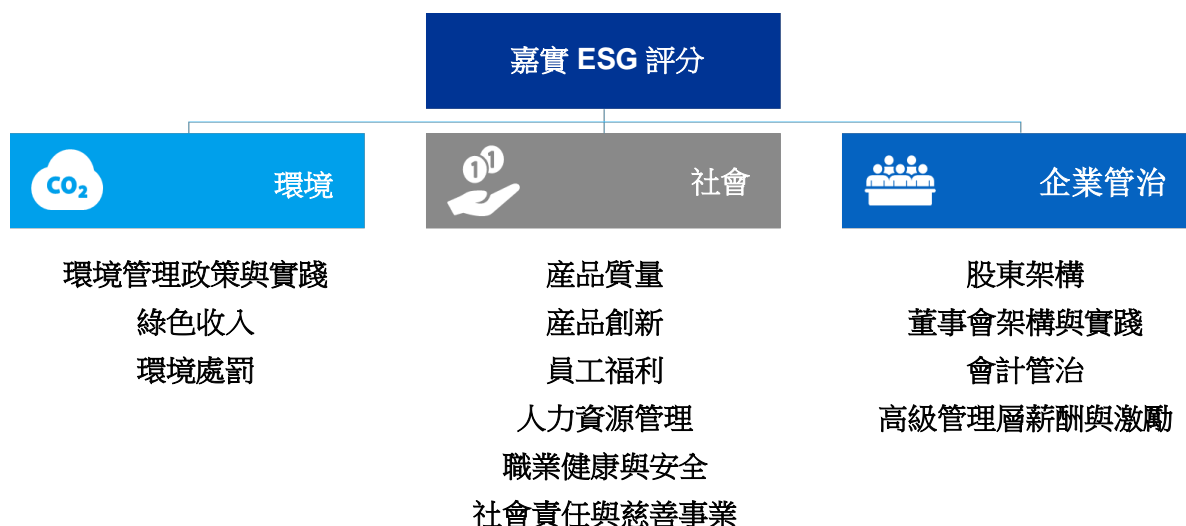 嘉實 ESG 評分
CO₂
環境
環境管理政策與實踐
綠色收入
環境處罰
11
社會
產品質量
產品創新
員工福利
人力資源管理
職業健康與安全
社會責任與慈善事業
企業管治
股東架構
董事會架構與實踐
會計管治
高級管理層薪酬與激勵